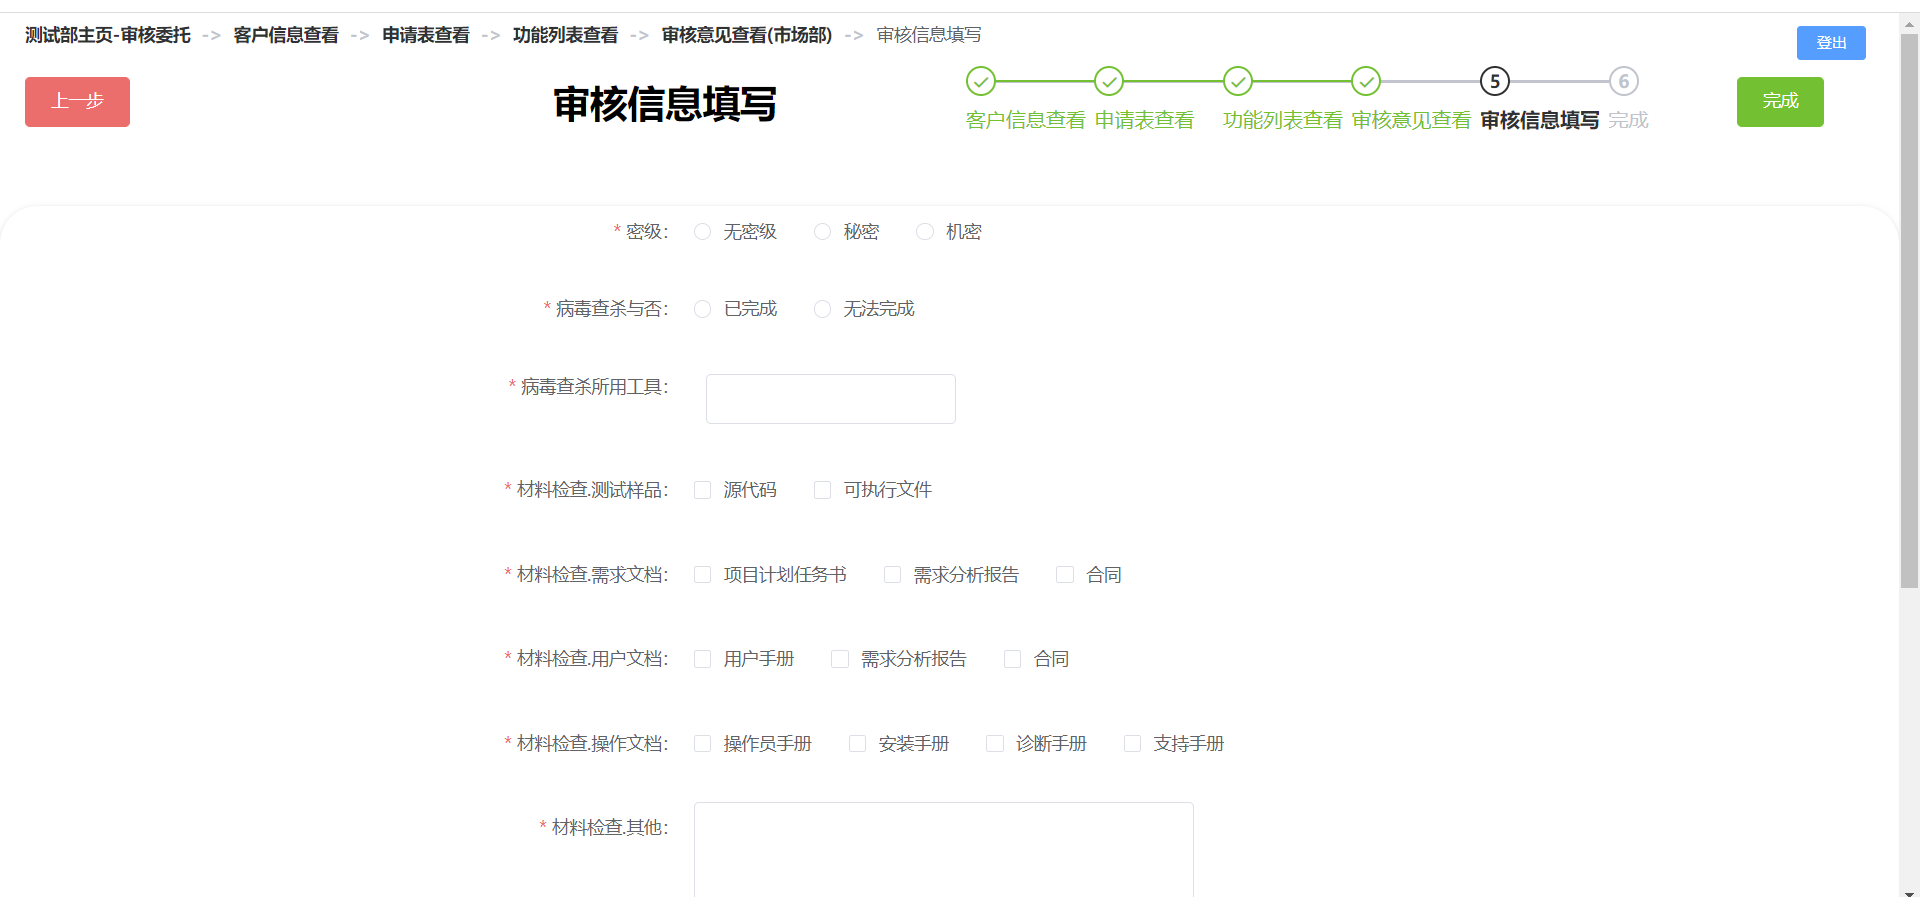 测试部主页-审核委托 -> 客户信息查看 -> 申请表查看 -> 功能列表查看 -> 审核意见查看(市场部) -> 审核信息填写
登出
上一步
审核信息填写
5
6
客户信息查看 申请表查看 功能列表查看 审核意见查看 审核信息填写 完成
完成
* 密级： 无密级 秘密 机密
* 病毒查杀与否： 已完成 无法完成
* 病毒查杀所用工具：
* 材料检查.测试样品： 源代码 可执行文件
* 材料检查.需求文档： 项目计划任务书 需求分析报告 合同
* 材料检查.用户文档： 用户手册 需求分析报告 合同
* 材料检查.操作文档： 操作员手册 安装手册 诊断手册 支持手册
* 材料检查.其他：